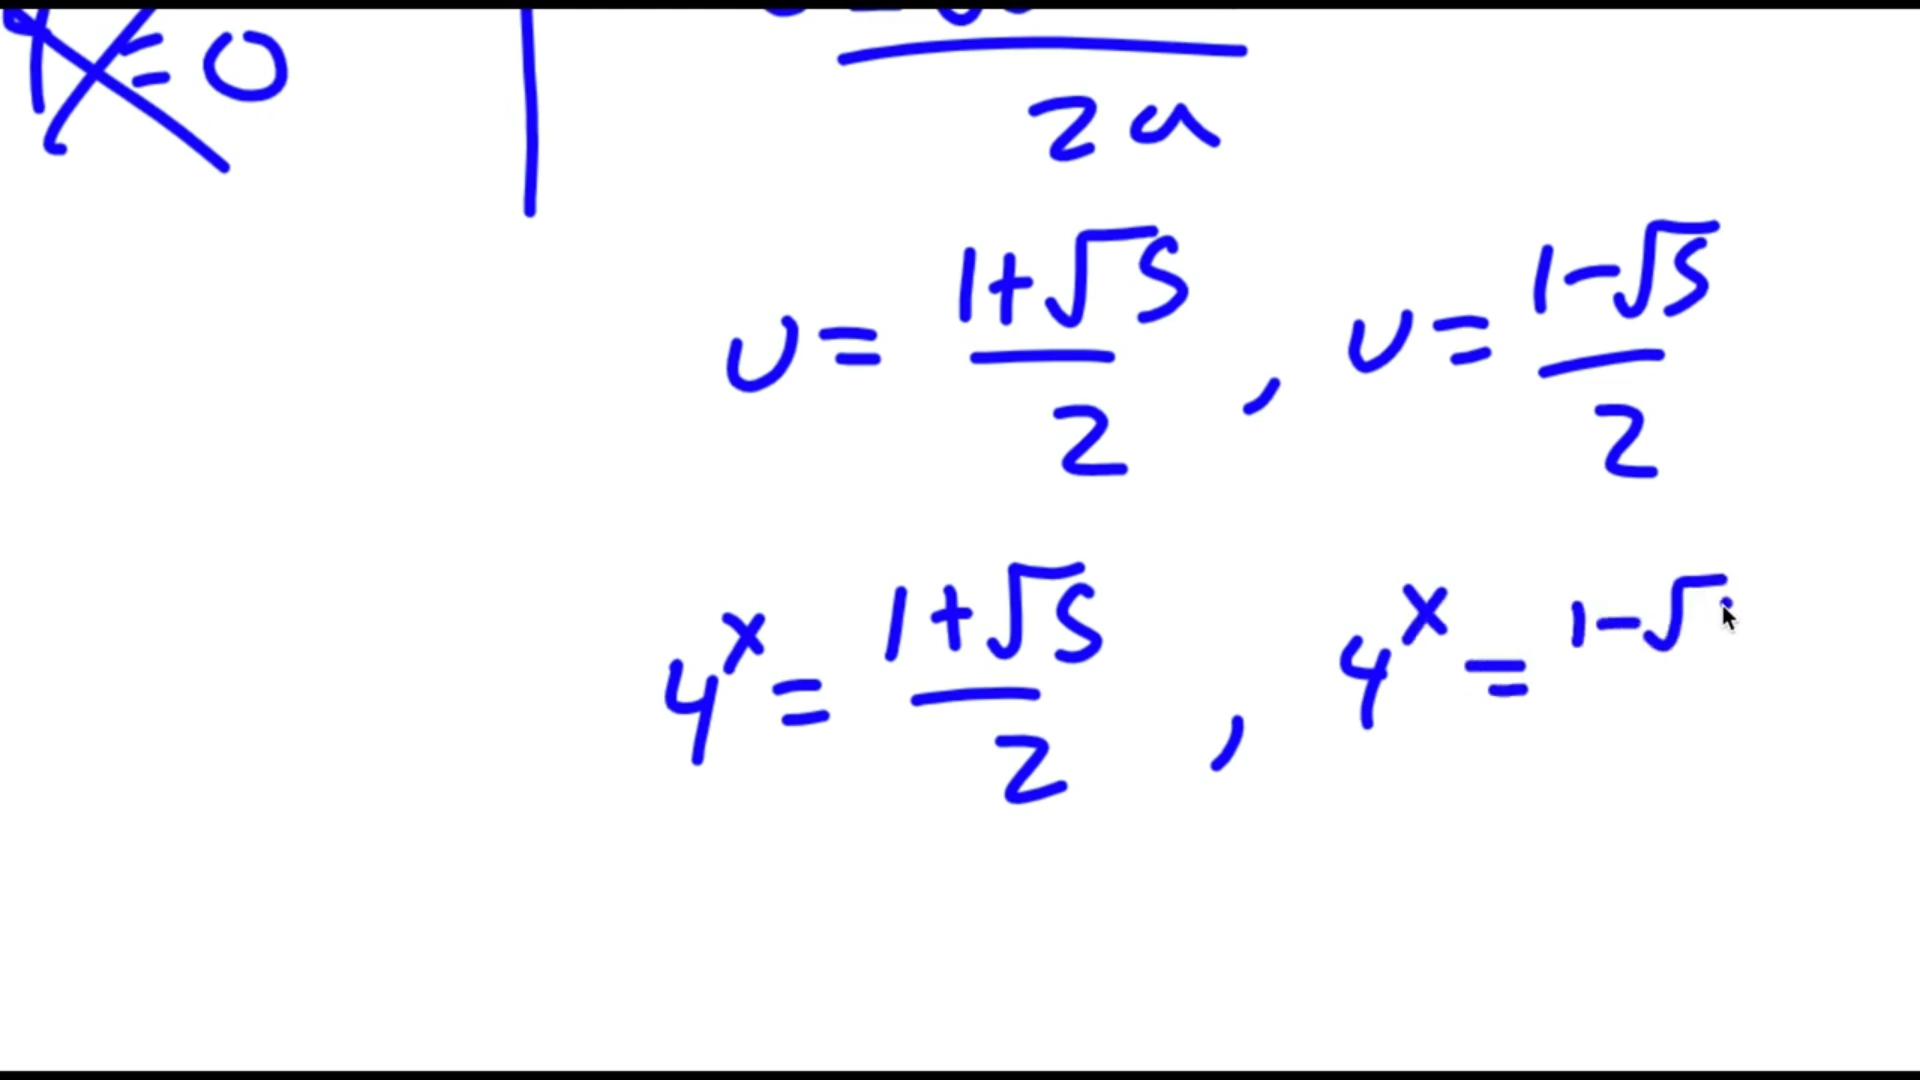 = 0
2a
u = (1+√5)/2 , u = (1-√5)/2
4^x = (1+√5)/2 , 4^x = 1-√